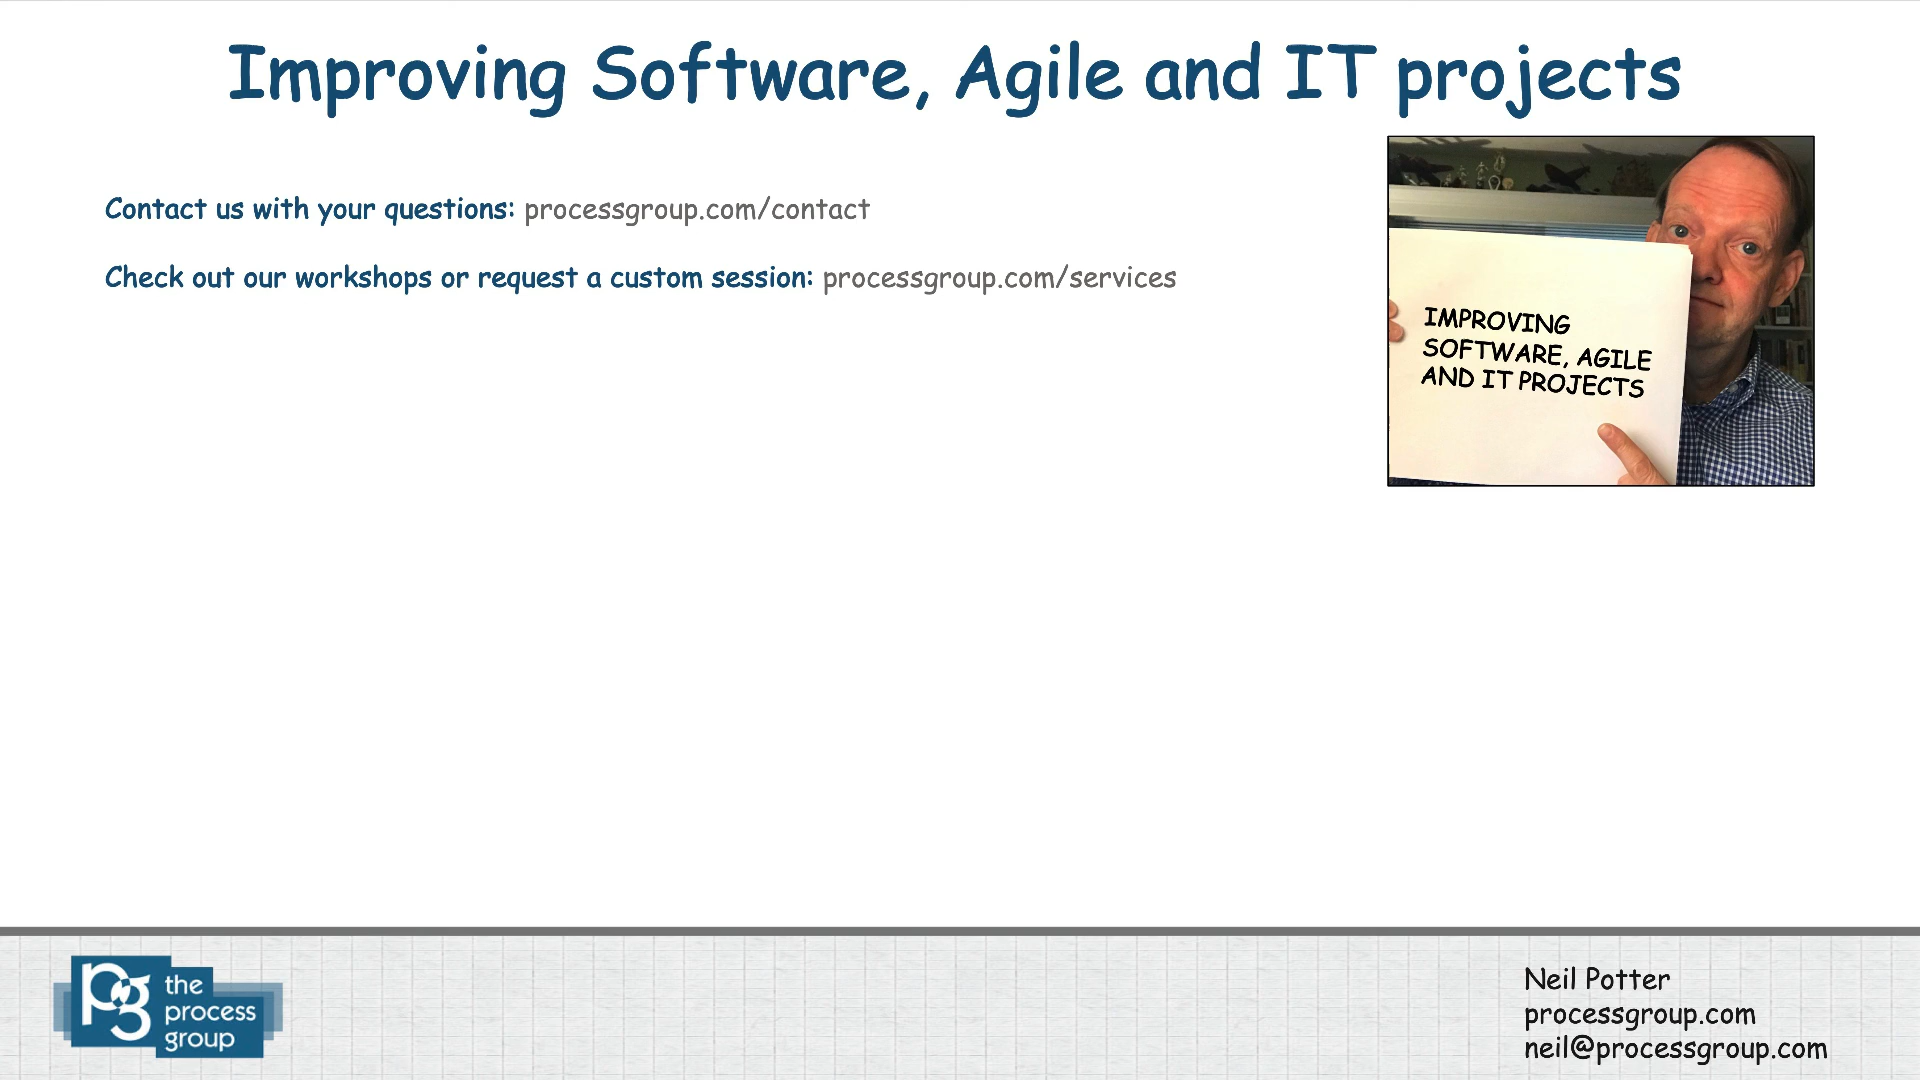 Improving Software, Agile and IT projects
Contact us with your questions: processgroup.com/contact
Check out our workshops or request a custom session: processgroup.com/services
IMPROVING
SOFTWARE, AGILE
AND IT PROJECTS
pg
the
process
group
Neil Potter
processgroup.com
neil@processgroup.com